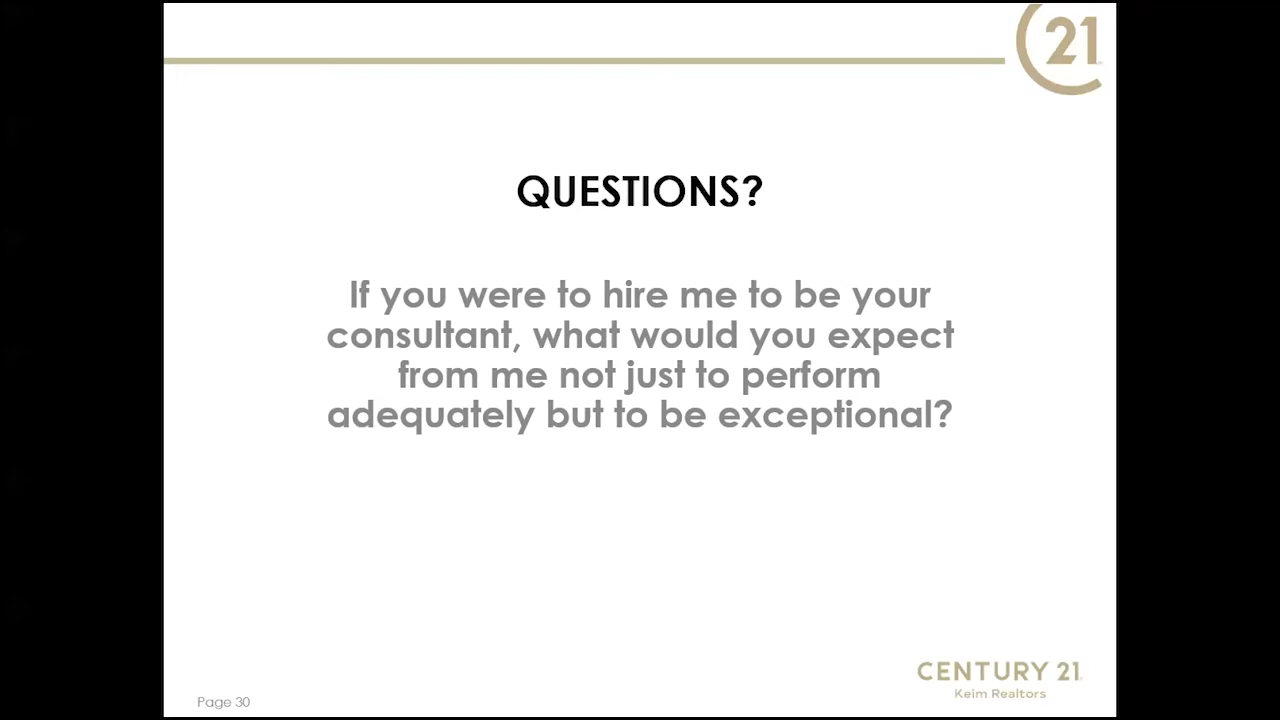 21
QUESTIONS?
If you were to hire me to be your
consultant, what would you expect
from me not just to perform
adequately but to be exceptional?
CENTURY 21
Keim Realtors
Page 30